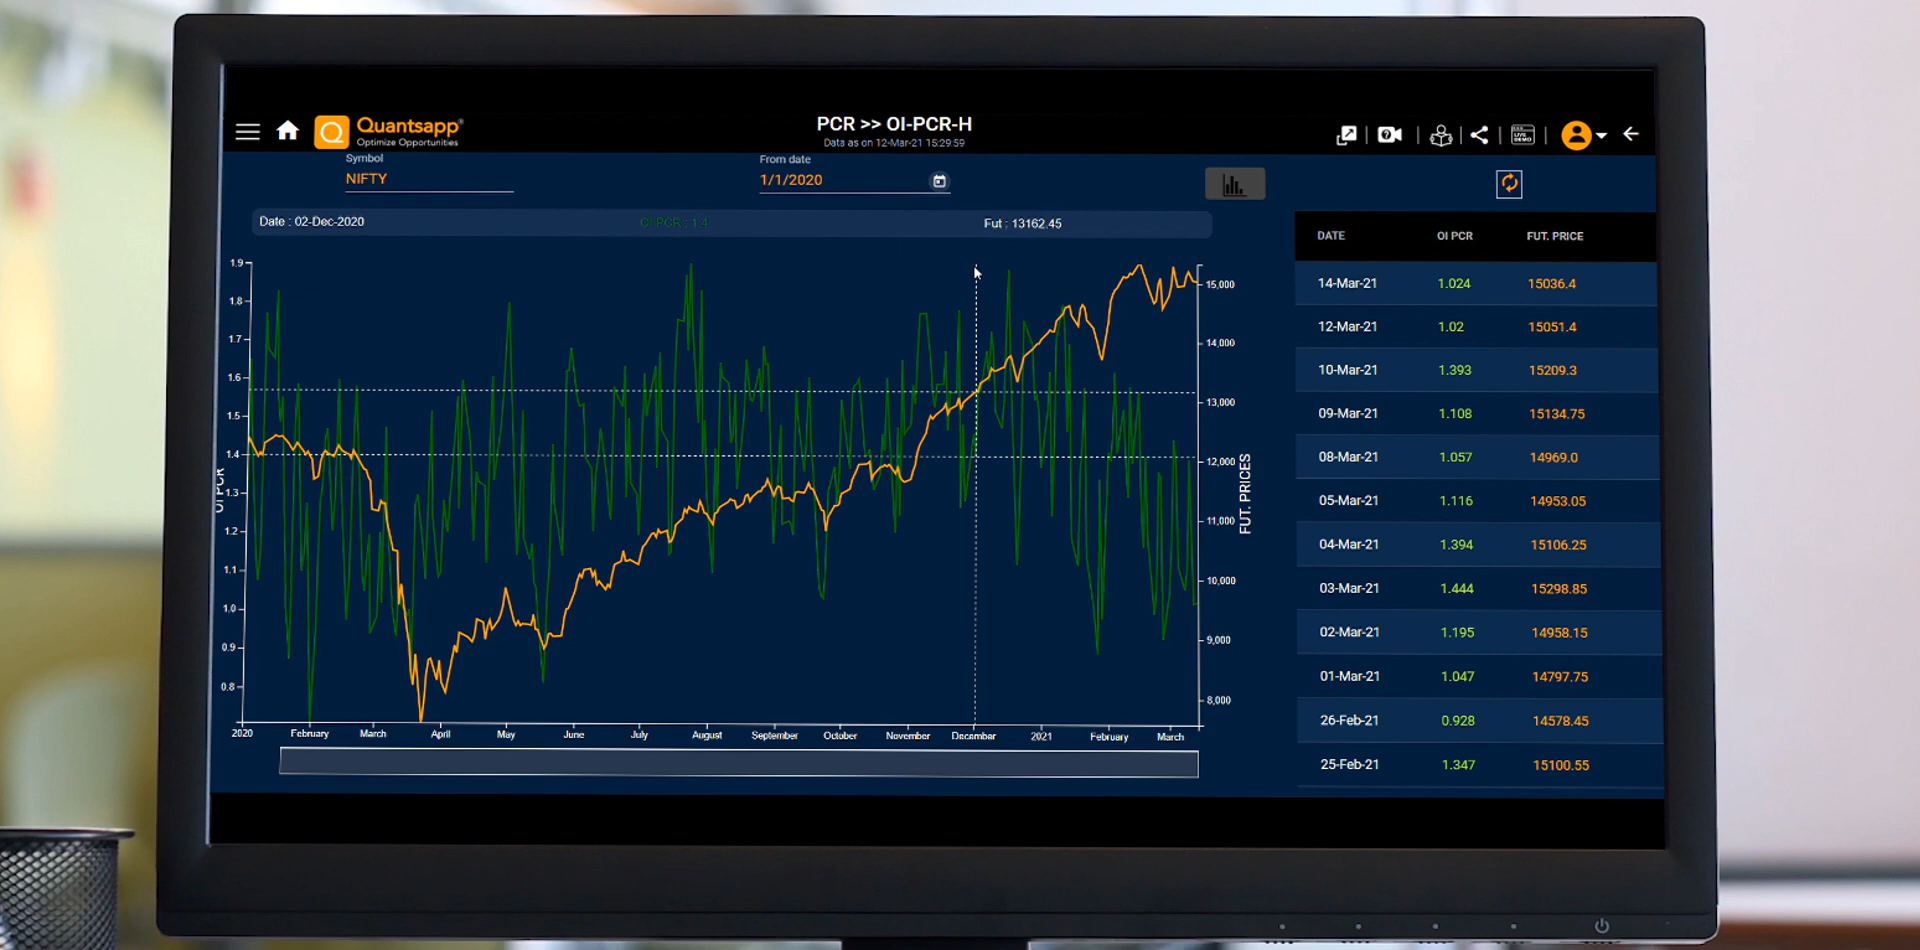 Quantsapp®
Optimize Opportunities
PCR >> OI-PCR-H
Data as on 12-Mar-21 15:29:59
LIVE DEMO
Symbol
NIFTY
From date
1/1/2020
Date : 02-Dec-2020 OI PCR : 1.4 Fut : 13162.45
1.9
1.8
1.7
1.6
1.5
1.4
1.3
1.2
1.1
1.0
0.9
0.8
OI PCR
15,000
14,000
13,000
12,000
11,000
10,000
9,000
8,000
FUT. PRICES
2020 February March April May June July August September October November December 2021 February March
DATE OI PCR FUT. PRICE
14-Mar-21 1.024 15036.4
12-Mar-21 1.02 15051.4
10-Mar-21 1.393 15209.3
09-Mar-21 1.108 15134.75
08-Mar-21 1.057 14969.0
05-Mar-21 1.116 14953.05
04-Mar-21 1.394 15106.25
03-Mar-21 1.444 15298.85
02-Mar-21 1.195 14958.15
01-Mar-21 1.047 14797.75
26-Feb-21 0.928 14578.45
25-Feb-21 1.347 15100.55